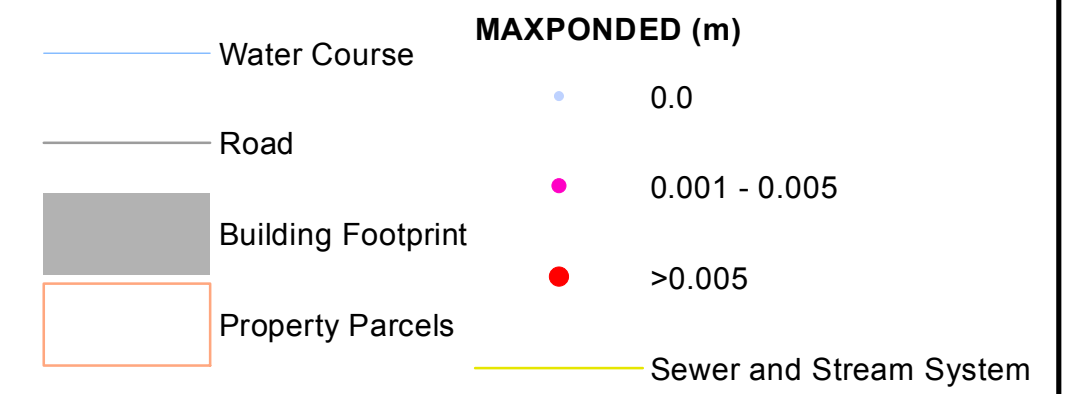 Water Course
Road
Building Footprint
Property Parcels
MAXPONDED (m)
0.0
0.001 - 0.005
>0.005
Sewer and Stream System